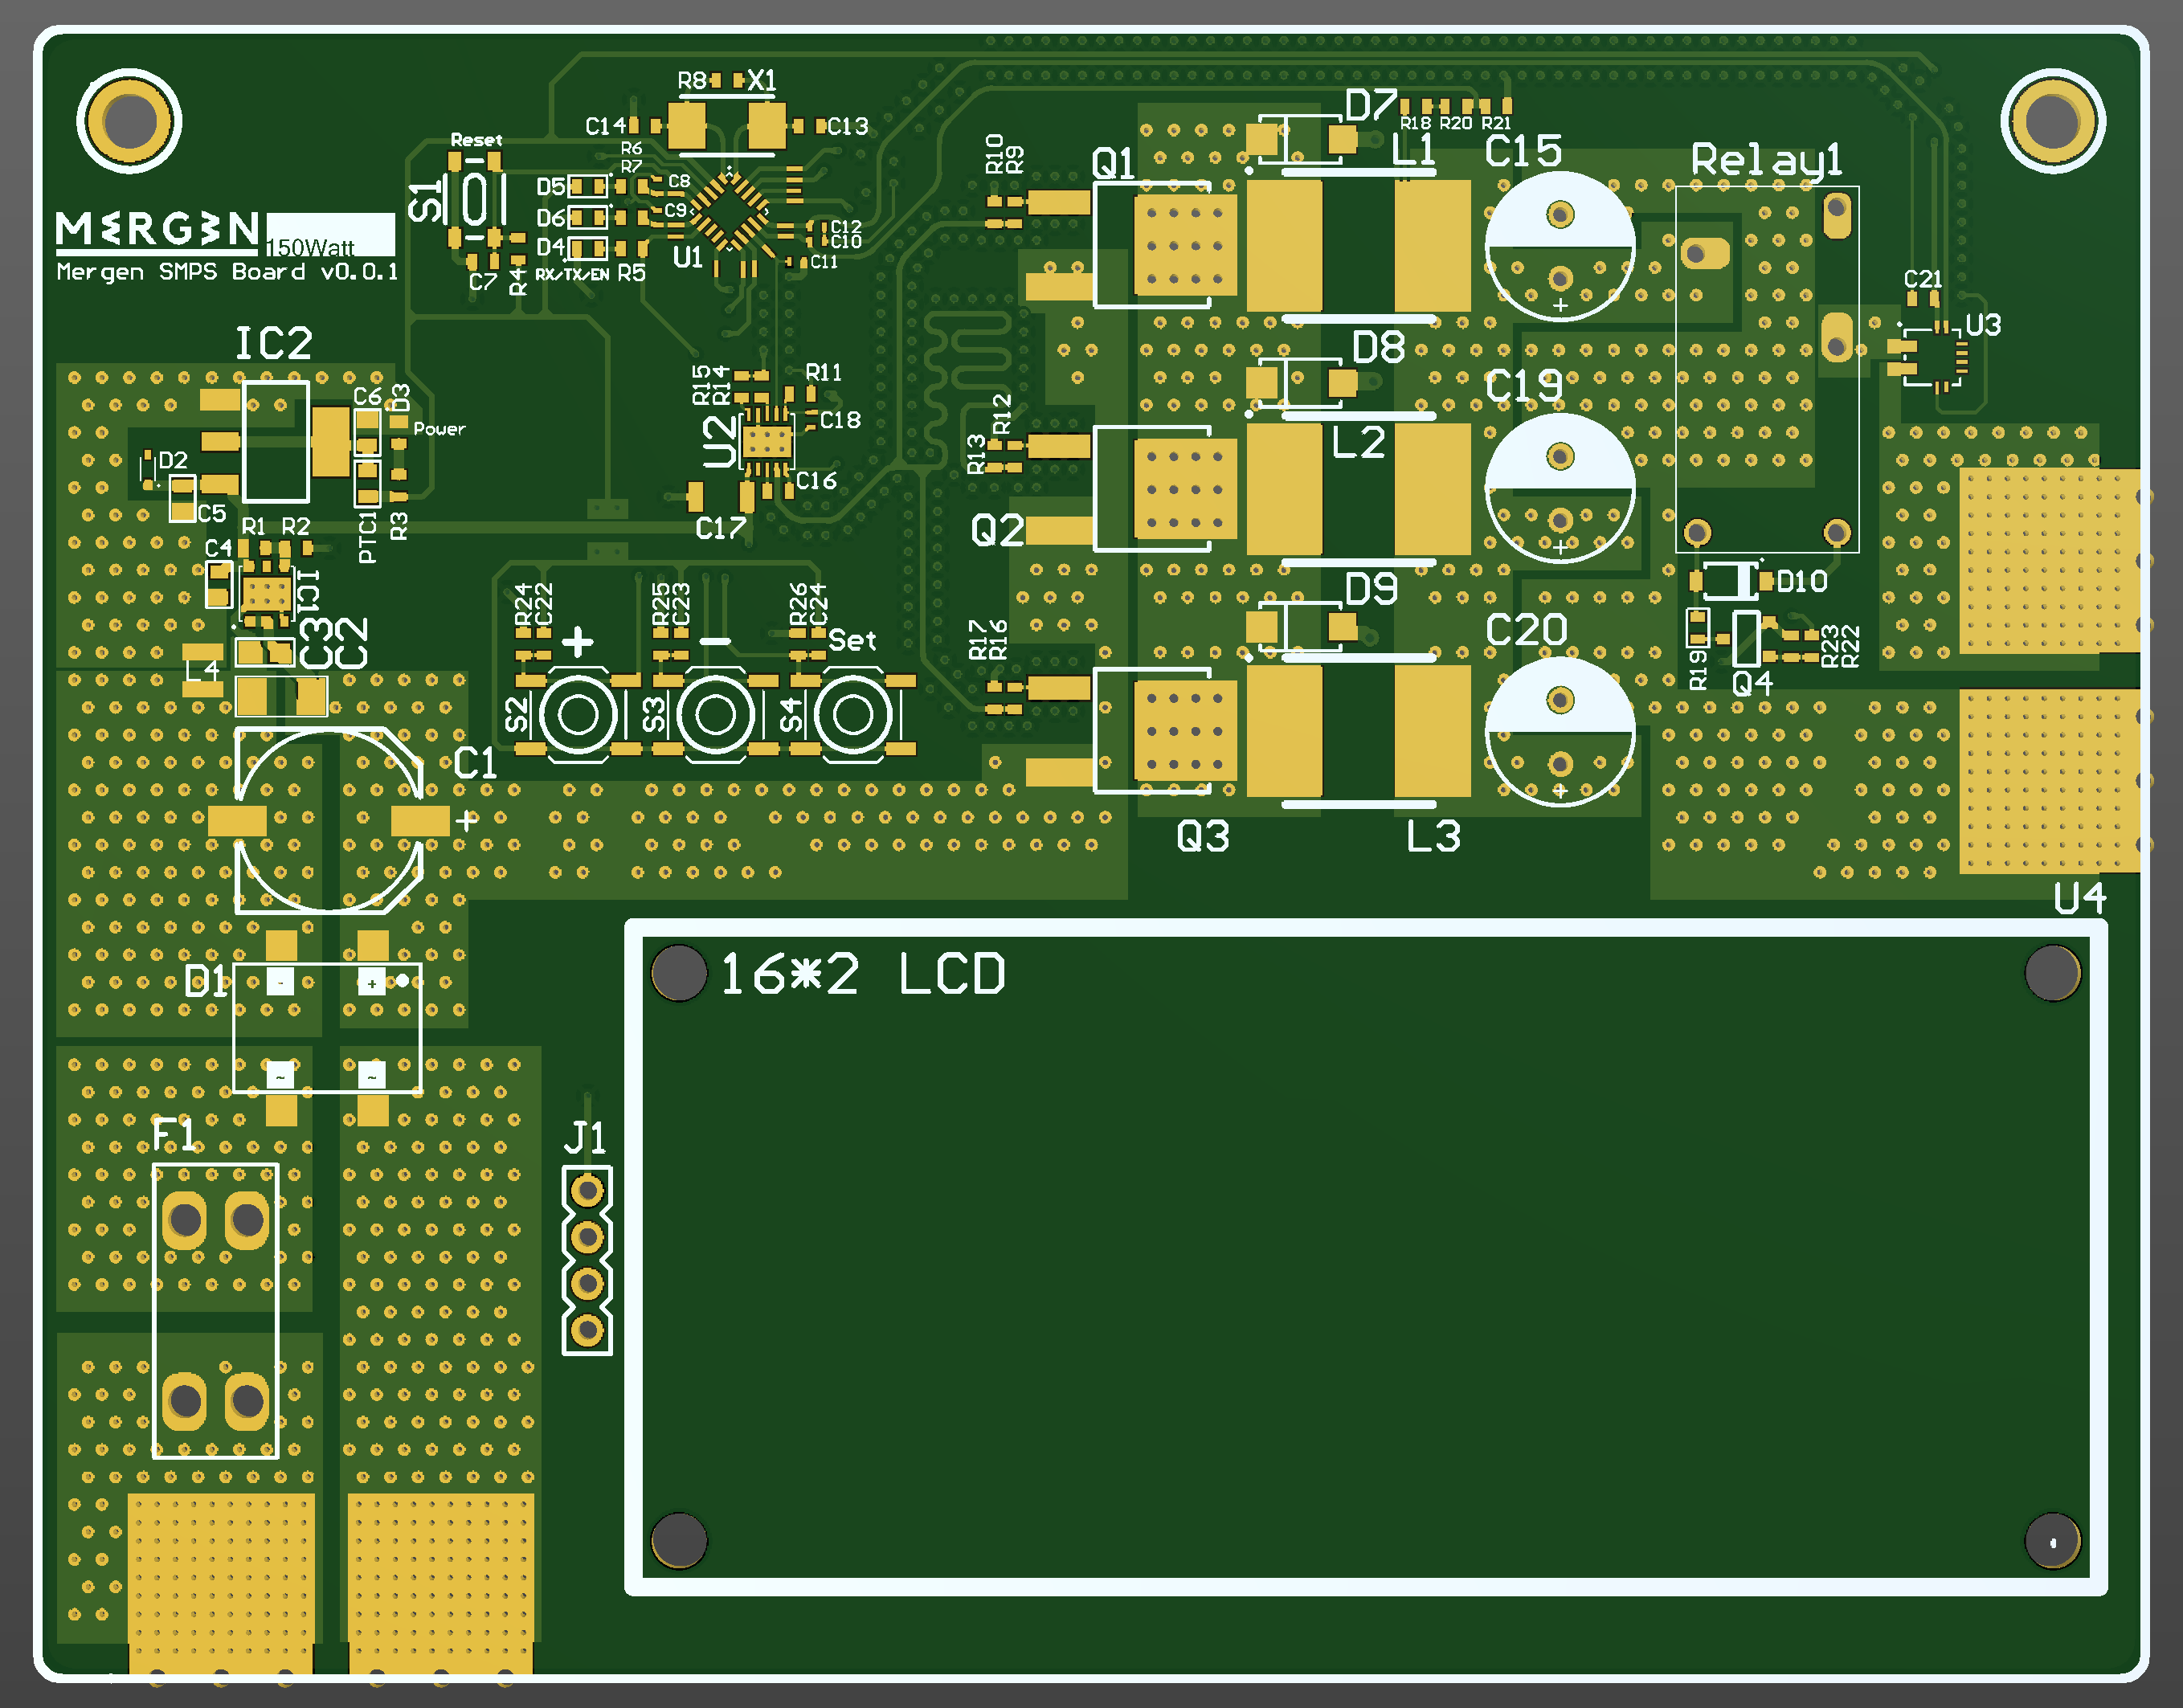 R8 X1
C14 C13
D7
R18 R20 R21
Reset
R6
R7
R10
R9
Q1
L1
C15
Relay1
S1
D5
C8
D6
C9
D4
C12
C10
C11
U1
RX/TX/EN R5
C7
R4
MERGEN
150Watt
Mergen SMPS Board v0.0.1
+
C21
U3
IC2
D8
C6
D3
Power
R15
R14
R11
C18
U2
R12
R13
C19
L2
D2
C5
PTC1
R3
C16
C17
Q2
+
R1 R2
C4
IC1
C3
C2
L4
R24
C22
R25
C23
R26
C24
+
-
Set
R17
R16
D9
C20
D10
R19
Q4
R23
R22
S2
S3
S4
C1
+
+
Q3
L3
U4
D1
- +
~ ~
16*2 LCD
F1
J1